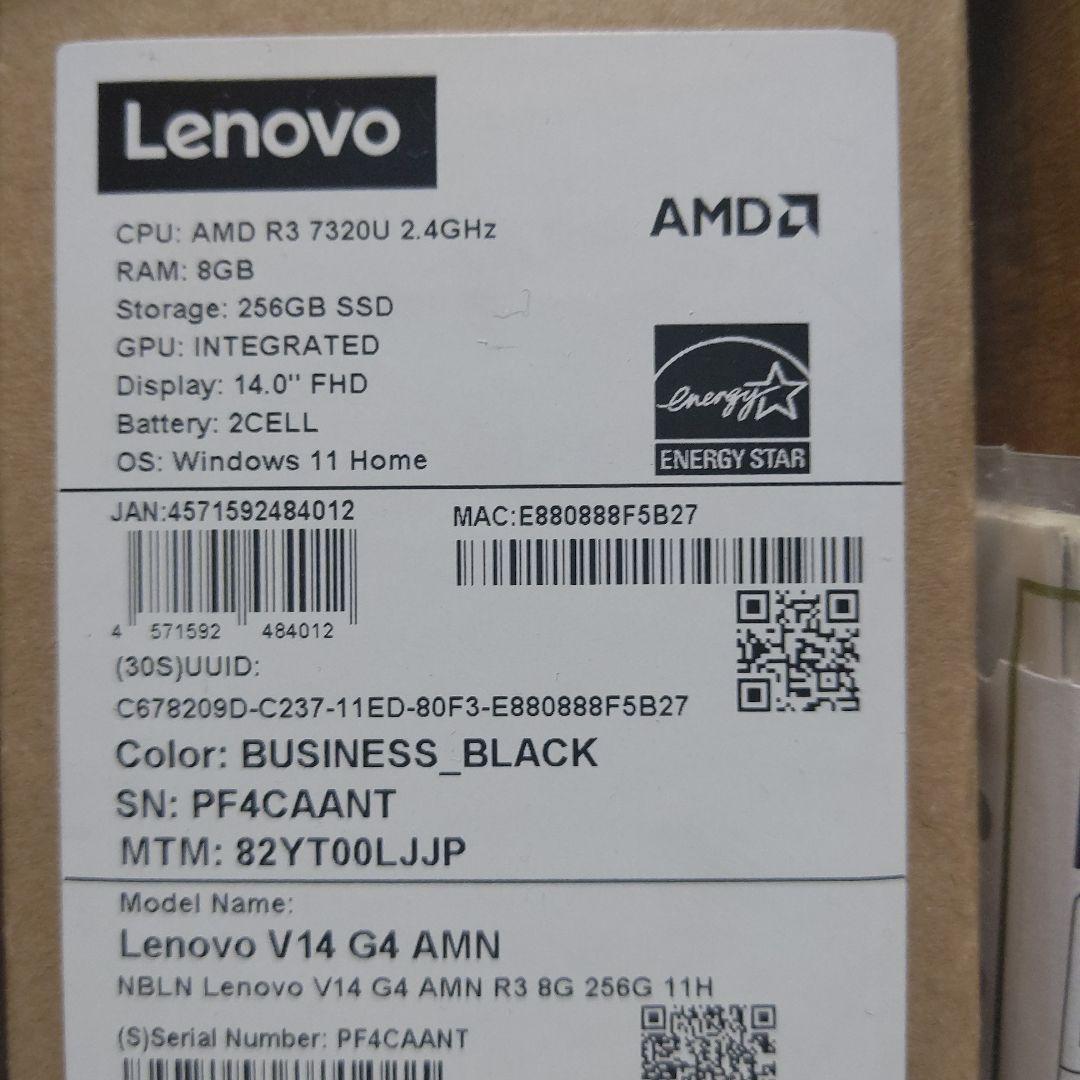 Lenovo
AMD
CPU: AMD R3 7320U 2.4GHz
RAM: 8GB
Storage: 256GB SSD
GPU: INTEGRATED
Display: 14.0" FHD
Battery: 2CELL
OS: Windows 11 Home
energy
ENERGY STAR
JAN:4571592484012
MAC:E880888F5B27
4 571592 484012
(30S)UUID:
C678209D-C237-11ED-80F3-E880888F5B27
Color: BUSINESS_BLACK
SN: PF4CAANT
MTM: 82YT00LJJP
Model Name:
Lenovo V14 G4 AMN
NBLN Lenovo V14 G4 AMN R3 8G 256G 11H
(S)Serial Number: PF4CAANT